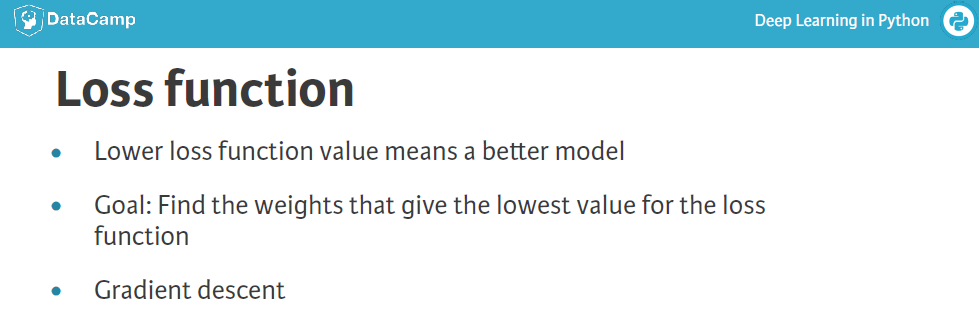 DataCamp
Deep Learning in Python
Loss function
• Lower loss function value means a better model
• Goal: Find the weights that give the lowest value for the loss
function
• Gradient descent